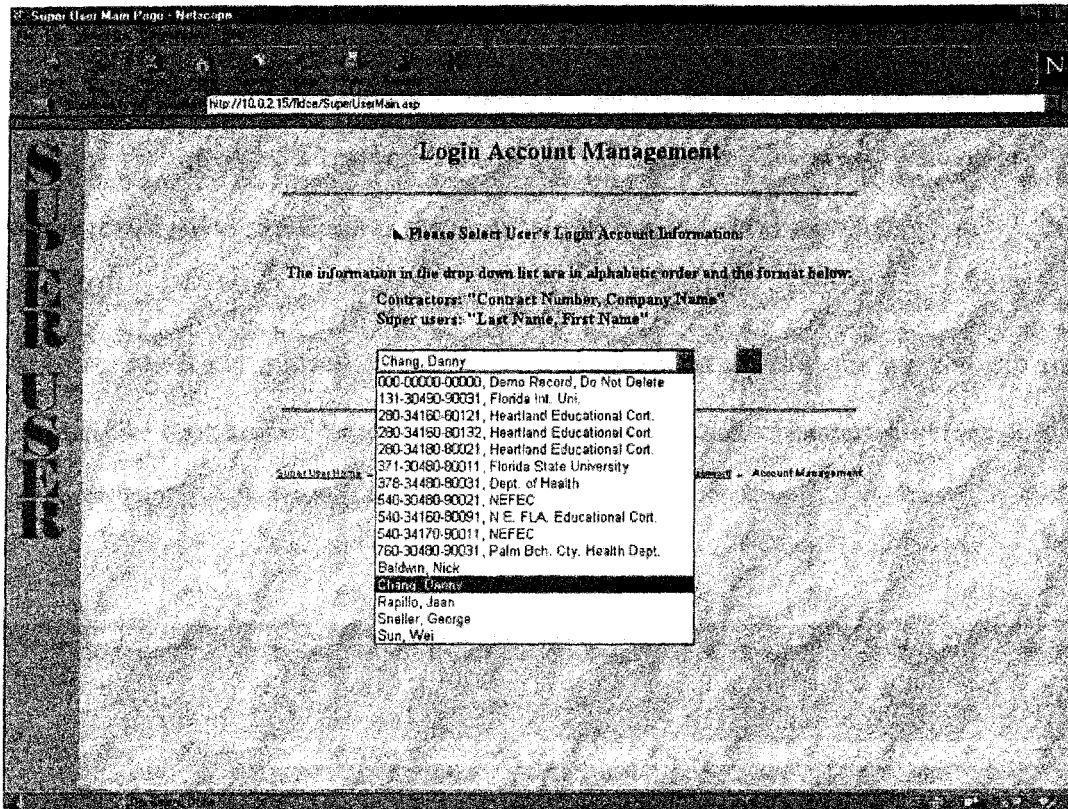 Super User Main Page - Netscape
N
http://10.0.2.15/fldoe/SuperUserMain.asp
SUPER USER
Login Account Management
Please Select User's Login Account Information:
The information in the drop down list are in alphabetic order and the format below:
Contractors: "Contract Number, Company Name"
Super users: "Last Name, First Name"
Chang, Danny
000-00000-00000, Demo Record, Do Not Delete
131-30490-90031, Florida Int. Uni.
280-34160-60121, Heartland Educational Cort.
280-34160-80132, Heartland Educational Cort.
280-34180-80021, Heartland Educational Cort.
371-30480-80011, Florida State University
378-34480-80031, Dept. of Health
540-30480-90021, NEFEC
540-34160-80091, N.E. FLA. Educational Cort.
540-34170-90011, NEFEC
760-30480-90031, Palm Bch. Cty. Health Dept.
Baldwin, Nick
Chang, Danny
Rapillo, Jean
Sneller, George
Sun, Wei
Super User Home - Account Management